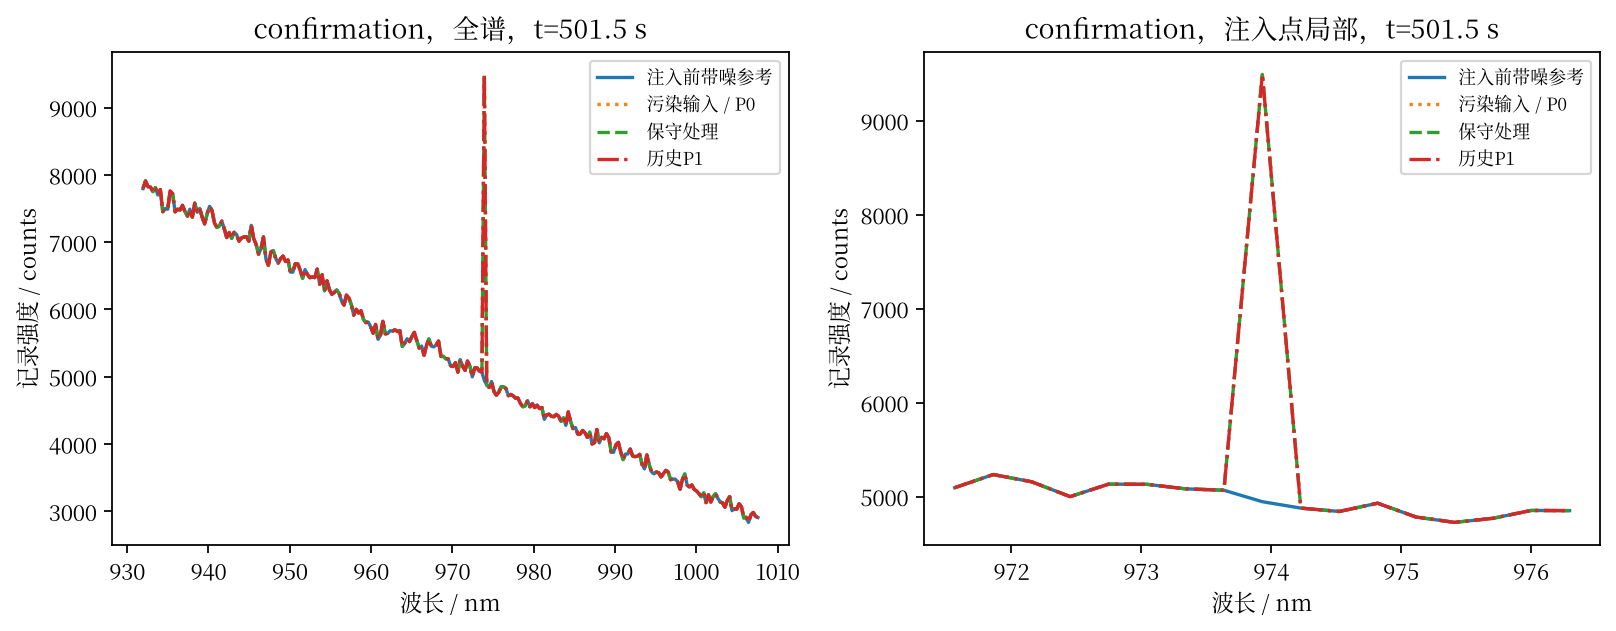 confirmation，全谱，t=501.5 s
注入前带噪参考
污染输入 / P0
保守处理
历史P1
9000
8000
7000
6000
5000
4000
3000
记录强度 / counts
930
940
950
960
970
980
990
1000
1010
波长 / nm
confirmation，注入点局部，t=501.5 s
注入前带噪参考
污染输入 / P0
保守处理
历史P1
9000
8000
7000
6000
5000
记录强度 / counts
972
973
974
975
976
波长 / nm